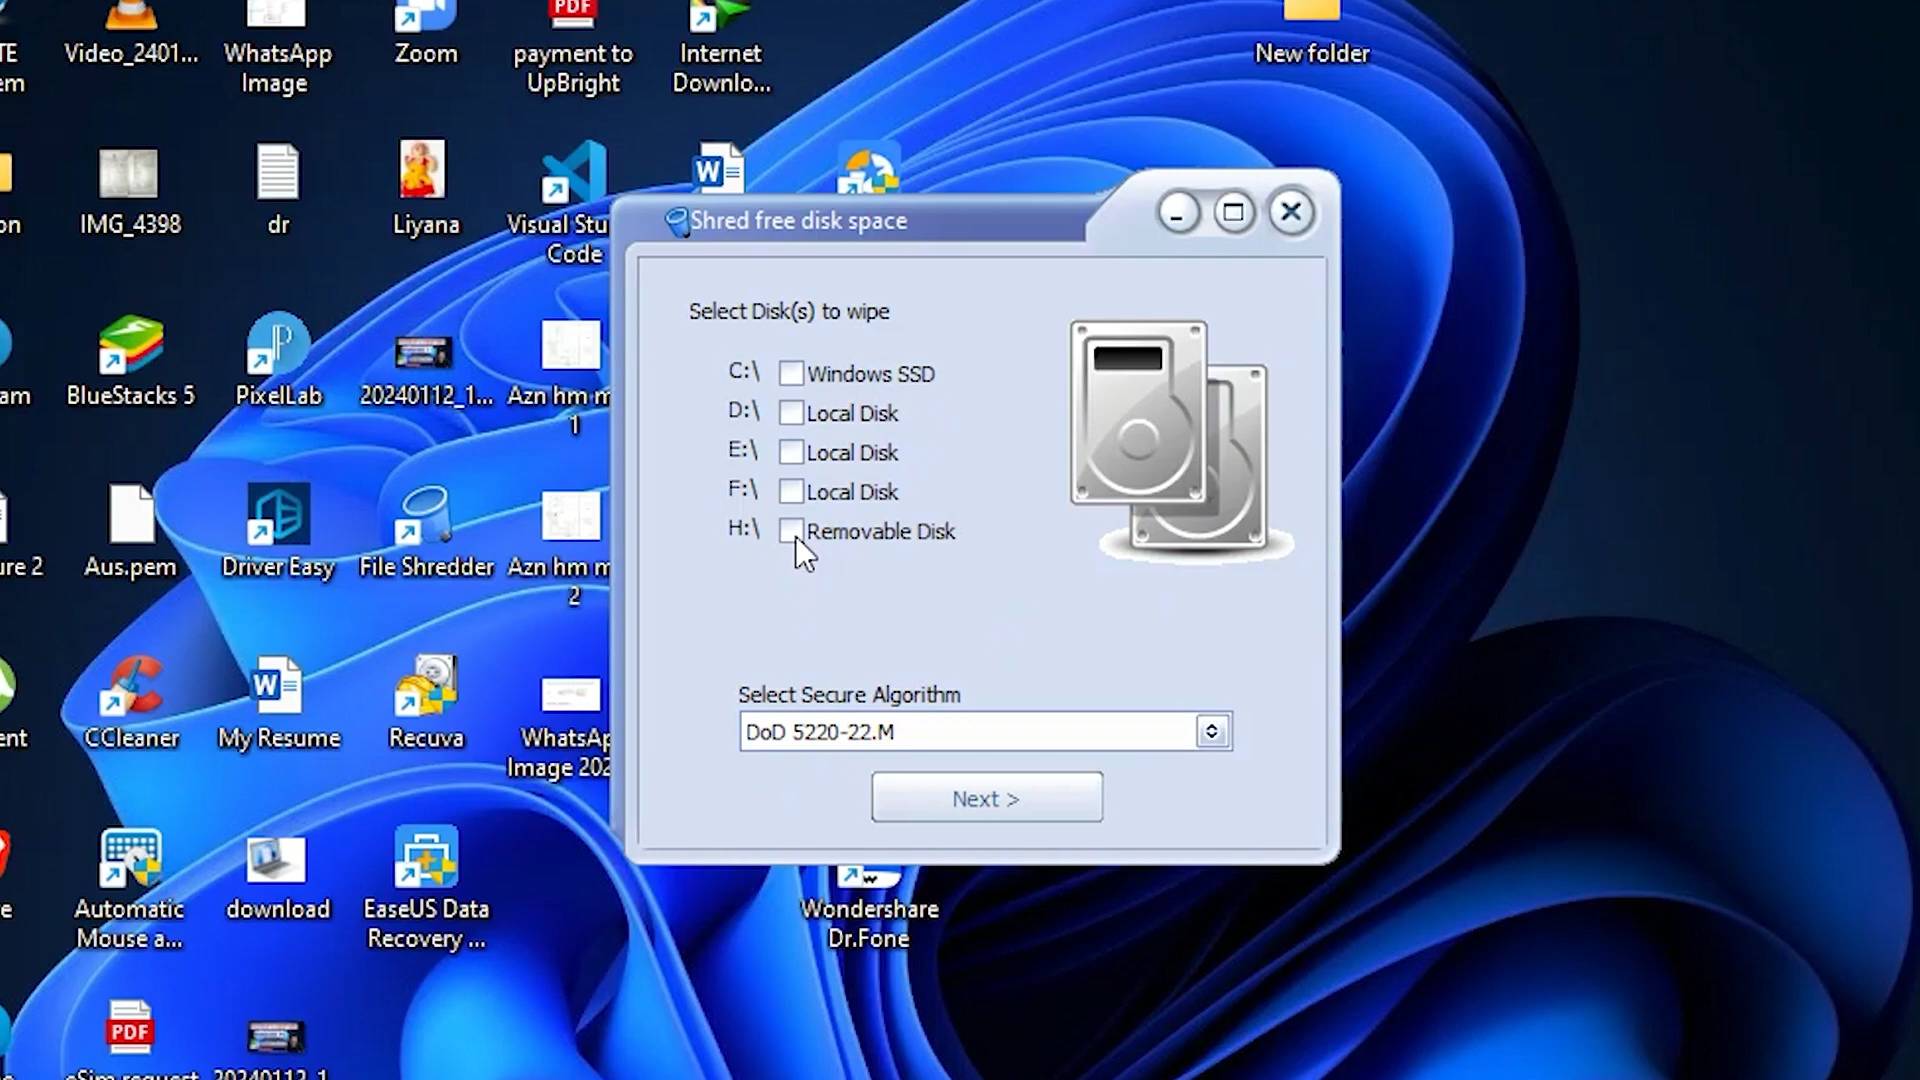 PDF
TE
em
Video_2401...
WhatsApp
Image
Zoom
payment to
UpBright
Internet
Downlo...
New folder
on
IMG_4398
dr
Liyana
Visual Stu
Code
W
Shred free disk space
Select Disk(s) to wipe
C:\ Windows SSD
D:\ Local Disk
E:\ Local Disk
F:\ Local Disk
H:\ Removable Disk
Select Secure Algorithm
DoD 5220-22.M
Next >
am
BlueStacks 5
PixelLab
20240112_1...
Azn hm m
1
ure 2
Aus.pem
Driver Easy
File Shredder
Azn hm m
2
ent
CCleaner
W
My Resume
Recuva
WhatsAp
Image 202
e
Automatic
Mouse a...
download
EaseUS Data
Recovery ...
Wondershare
Dr.Fone
PDF
eSim request
20240112_1